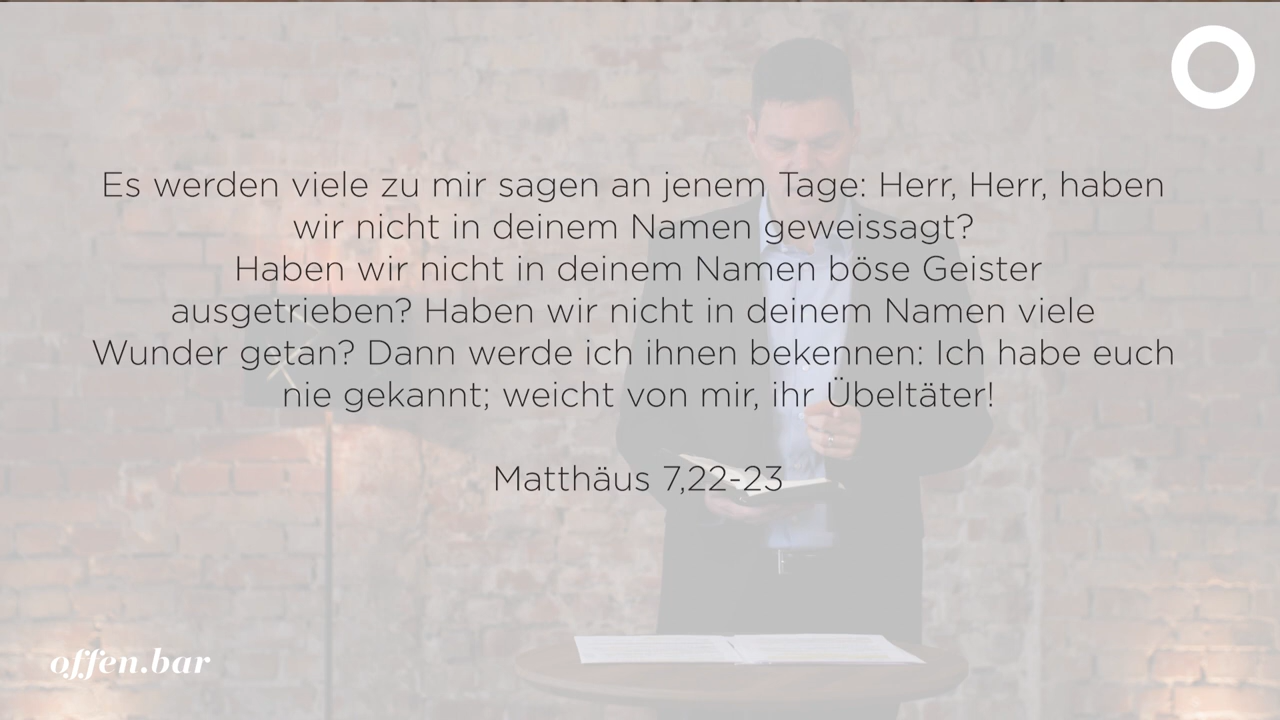 Es werden viele zu mir sagen an jenem Tage: Herr, Herr, haben
wir nicht in deinem Namen geweissagt?
Haben wir nicht in deinem Namen böse Geister
ausgetrieben? Haben wir nicht in deinem Namen viele
Wunder getan? Dann werde ich ihnen bekennen: Ich habe euch
nie gekannt; weicht von mir, ihr Übeltäter!
Matthäus 7,22-23
offen.bar